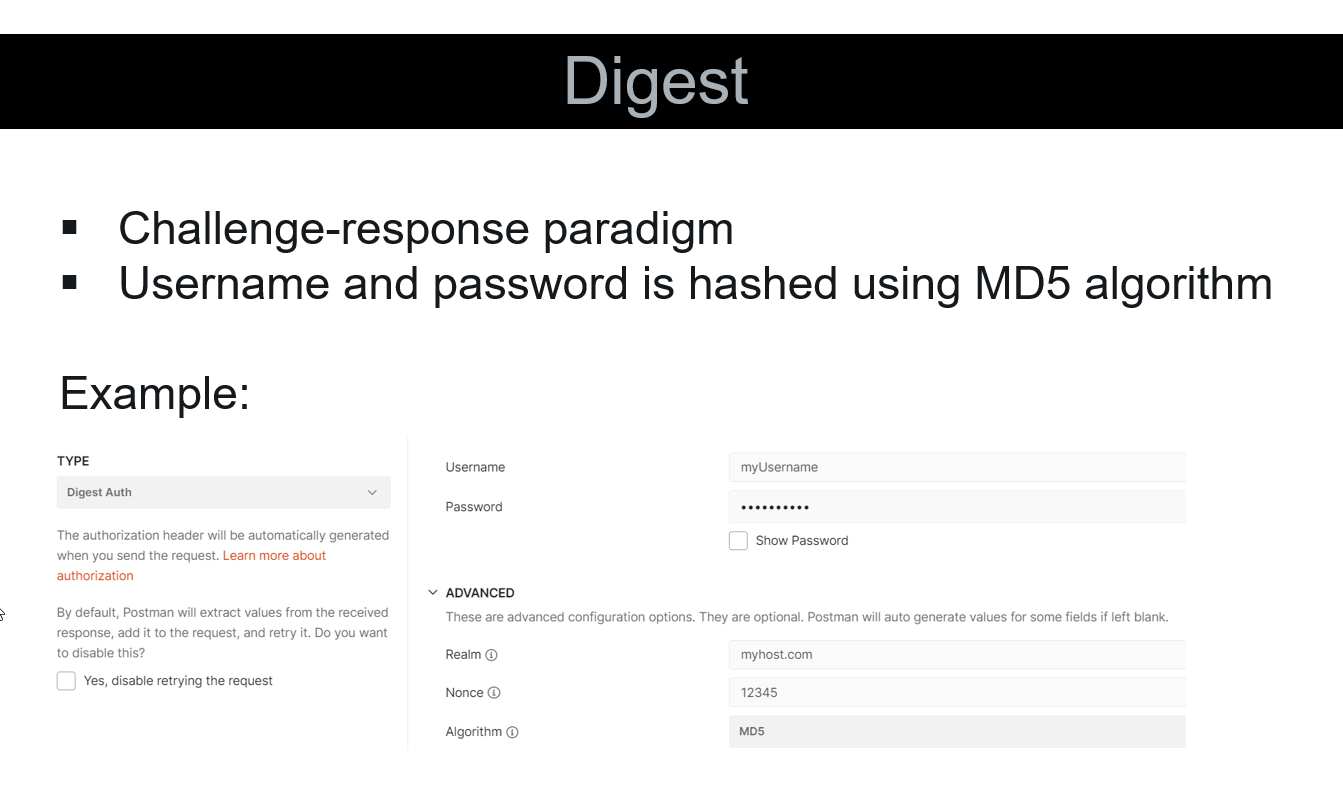 Digest
▪ Challenge-response paradigm
▪ Username and password is hashed using MD5 algorithm
Example:
TYPE
Digest Auth
The authorization header will be automatically generated
when you send the request. Learn more about
authorization
By default, Postman will extract values from the received
response, add it to the request, and retry it. Do you want
to disable this?
Yes, disable retrying the request
Username
myUsername
Password
••••••••••
Show Password
ADVANCED
These are advanced configuration options. They are optional. Postman will auto generate values for some fields if left blank.
Realm
myhost.com
Nonce
12345
Algorithm
MD5